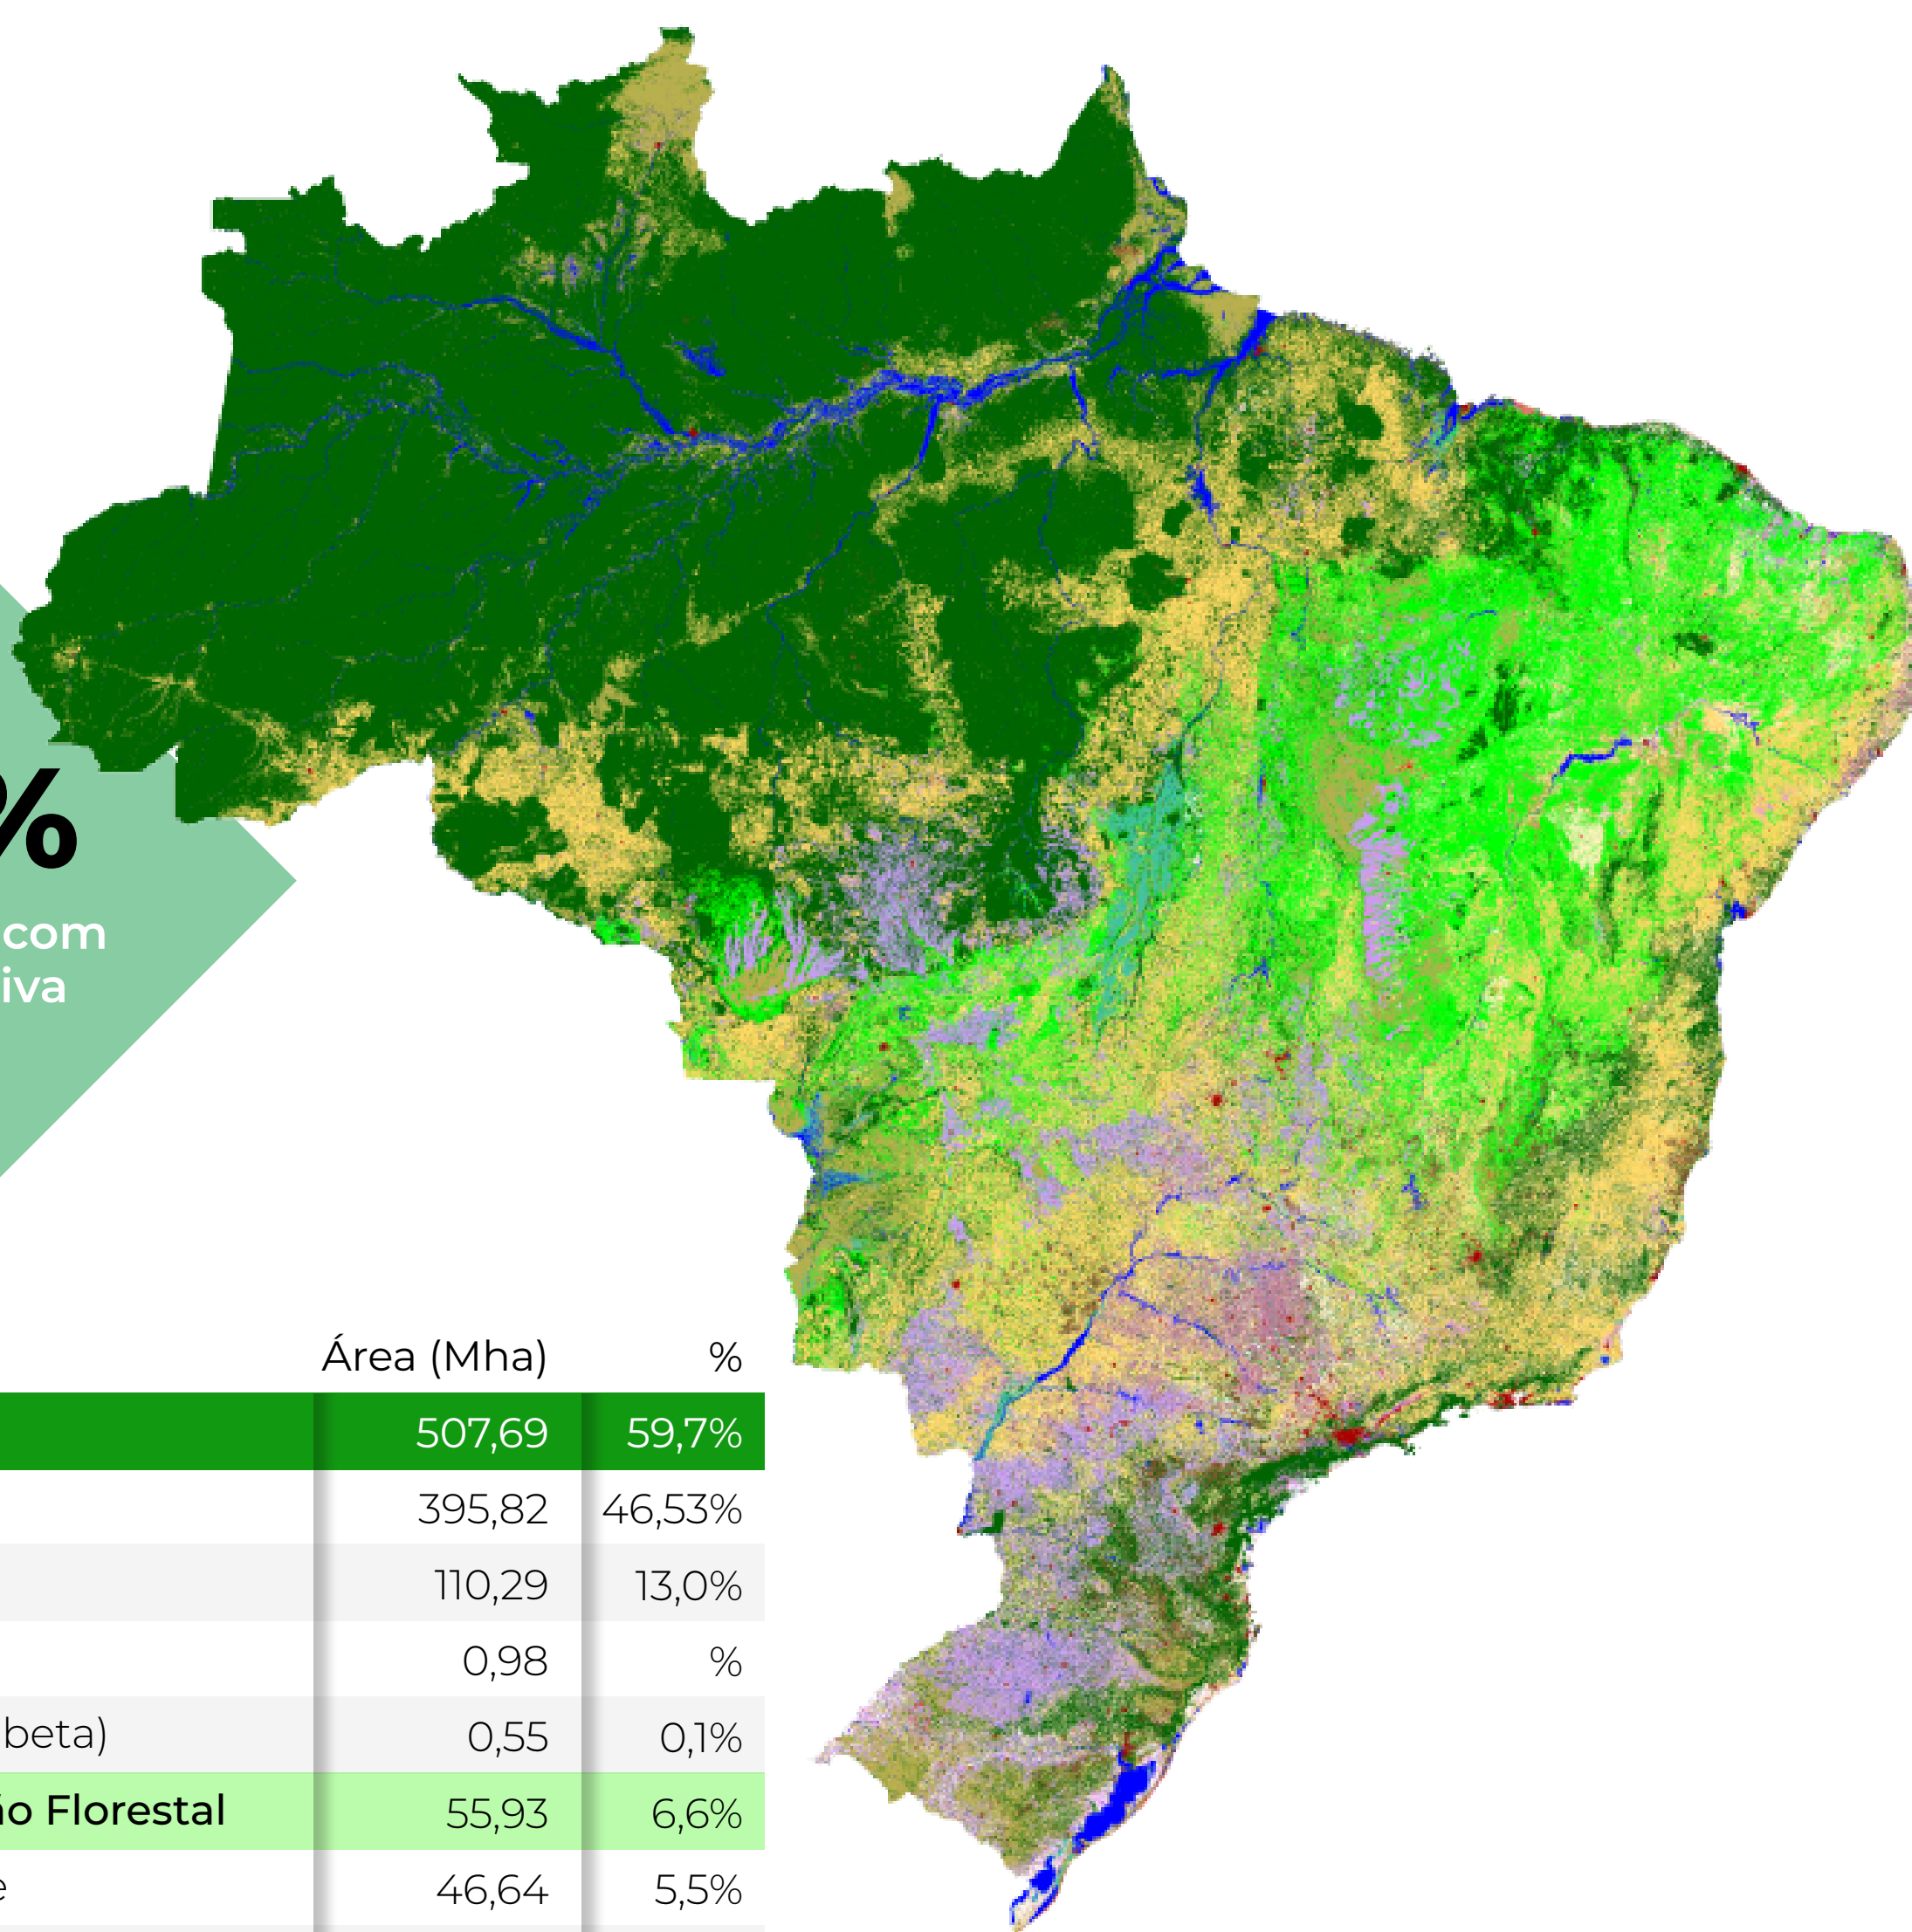 %
com
iva
Área (Mha) %
507,69 59,7%
395,82 46,53%
110,29 13,0%
0,98 %
beta) 0,55 0,1%
ão Florestal 55,93 6,6%
e 46,64 5,5%